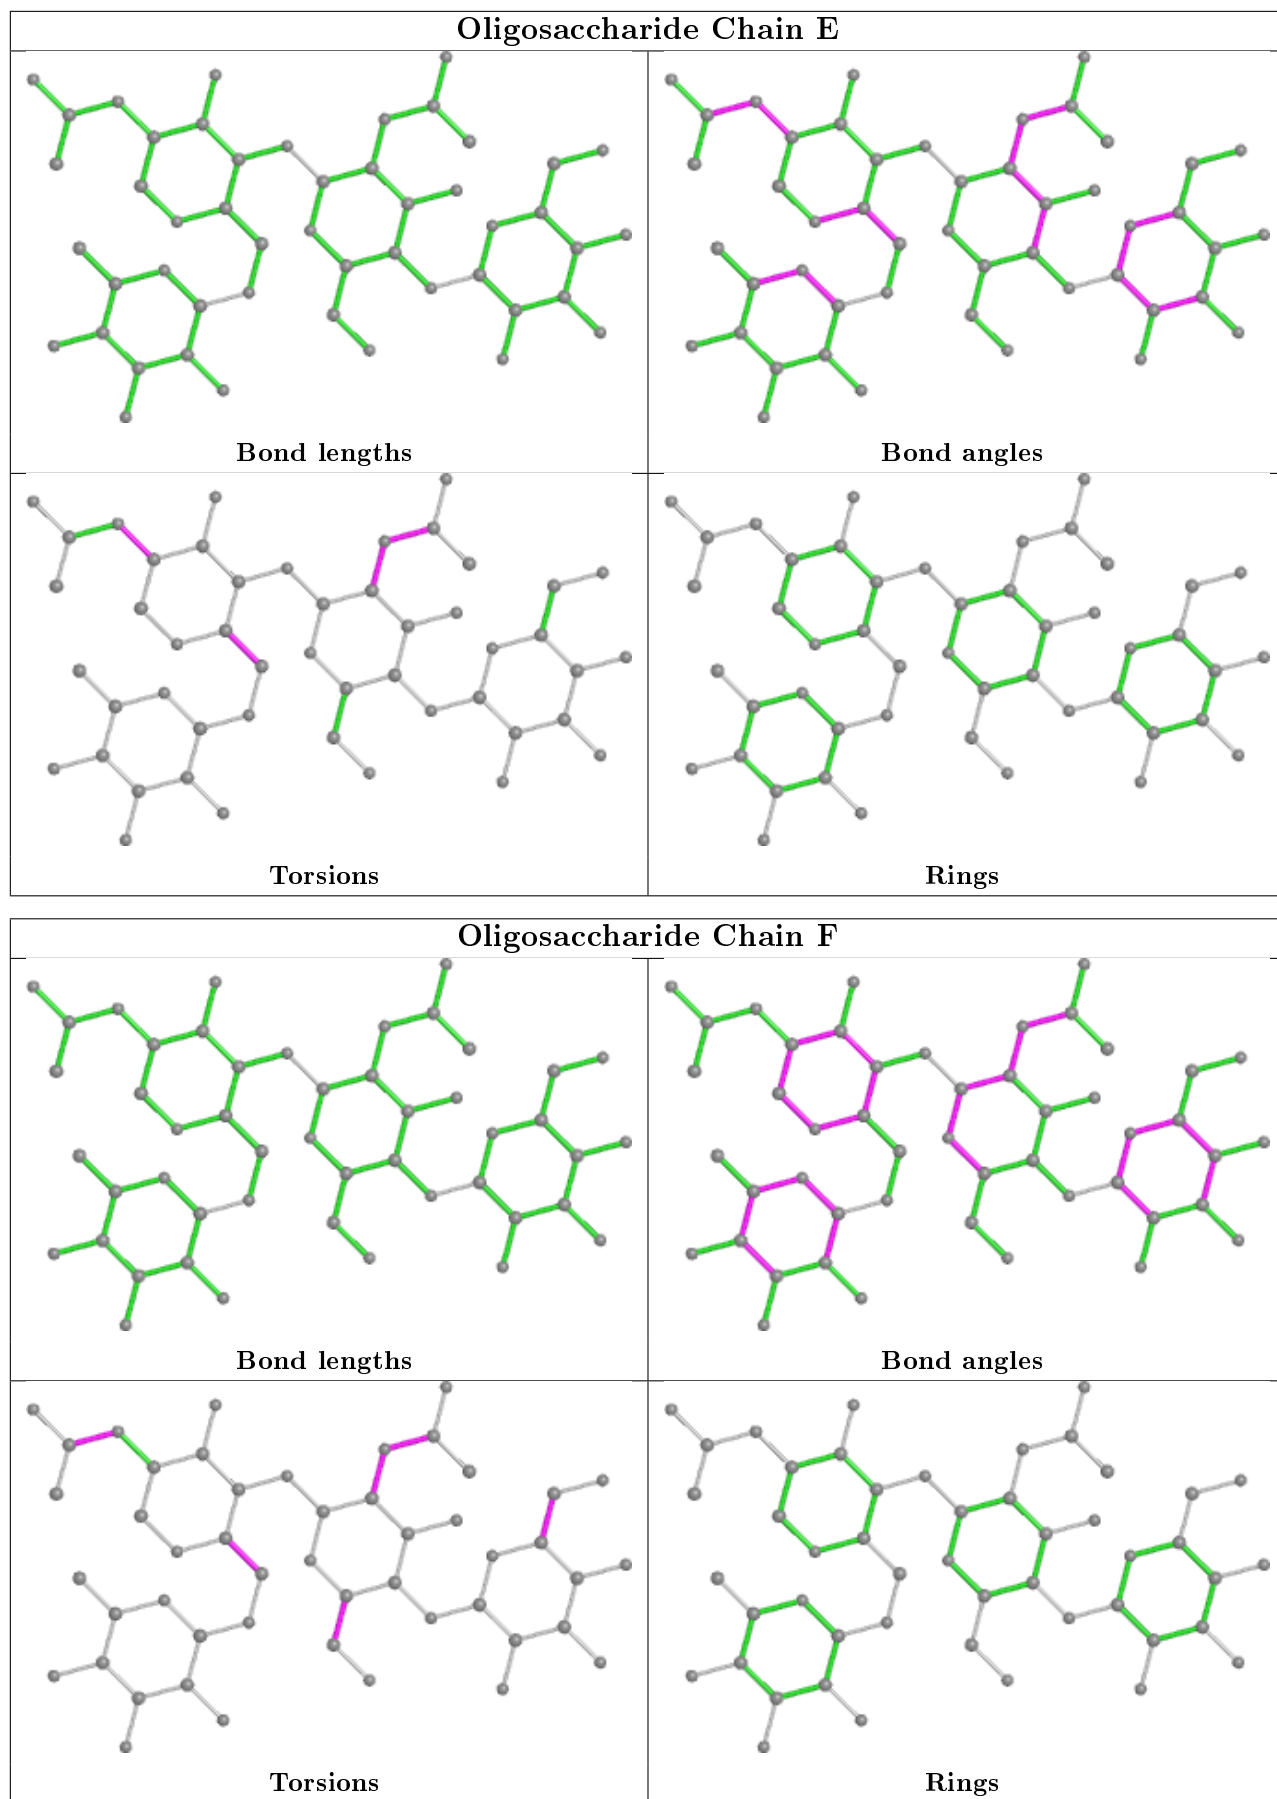 Oligosaccharide Chain E
Bond lengths
Bond angles
Torsions
Rings
Oligosaccharide Chain F
Bond lengths
Bond angles
Torsions
Rings